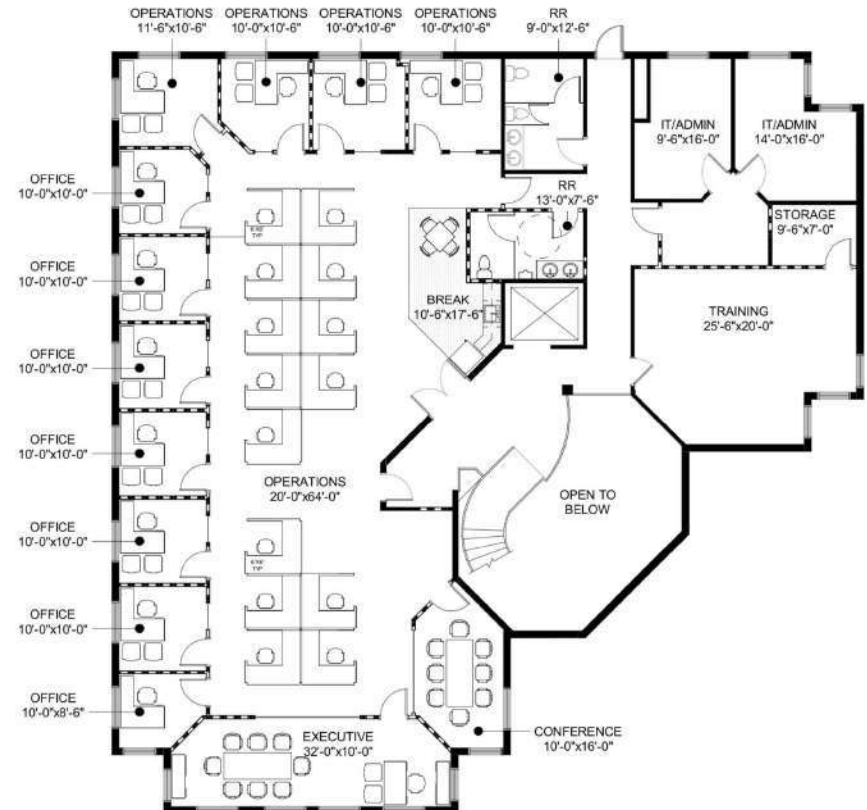 OPERATIONS
11'-6"x10'-6"
OPERATIONS
10'-0"x10'-6"
OPERATIONS
10'-0"x10'-6"
OPERATIONS
10'-0"x10'-6"
RR
9'-0"x12'-6"
IT/ADMIN
9'-6"x16'-0"
IT/ADMIN
14'-0"x16'-0"
OFFICE
10'-0"x10'-0"
RR
13'-0"x7'-6"
STORAGE
9'-6"x7'-0"
OFFICE
10'-0"x10'-0"
BREAK
10'-6"x17'-6"
TRAINING
25'-6"x20'-0"
OFFICE
10'-0"x10'-0"
OFFICE
10'-0"x10'-0"
OPERATIONS
20'-0"x64'-0"
OPEN TO
BELOW
OFFICE
10'-0"x10'-0"
OFFICE
10'-0"x10'-0"
OFFICE
10'-0"x8'-6"
EXECUTIVE
32'-0"x10'-0"
CONFERENCE
10'-0"x16'-0"